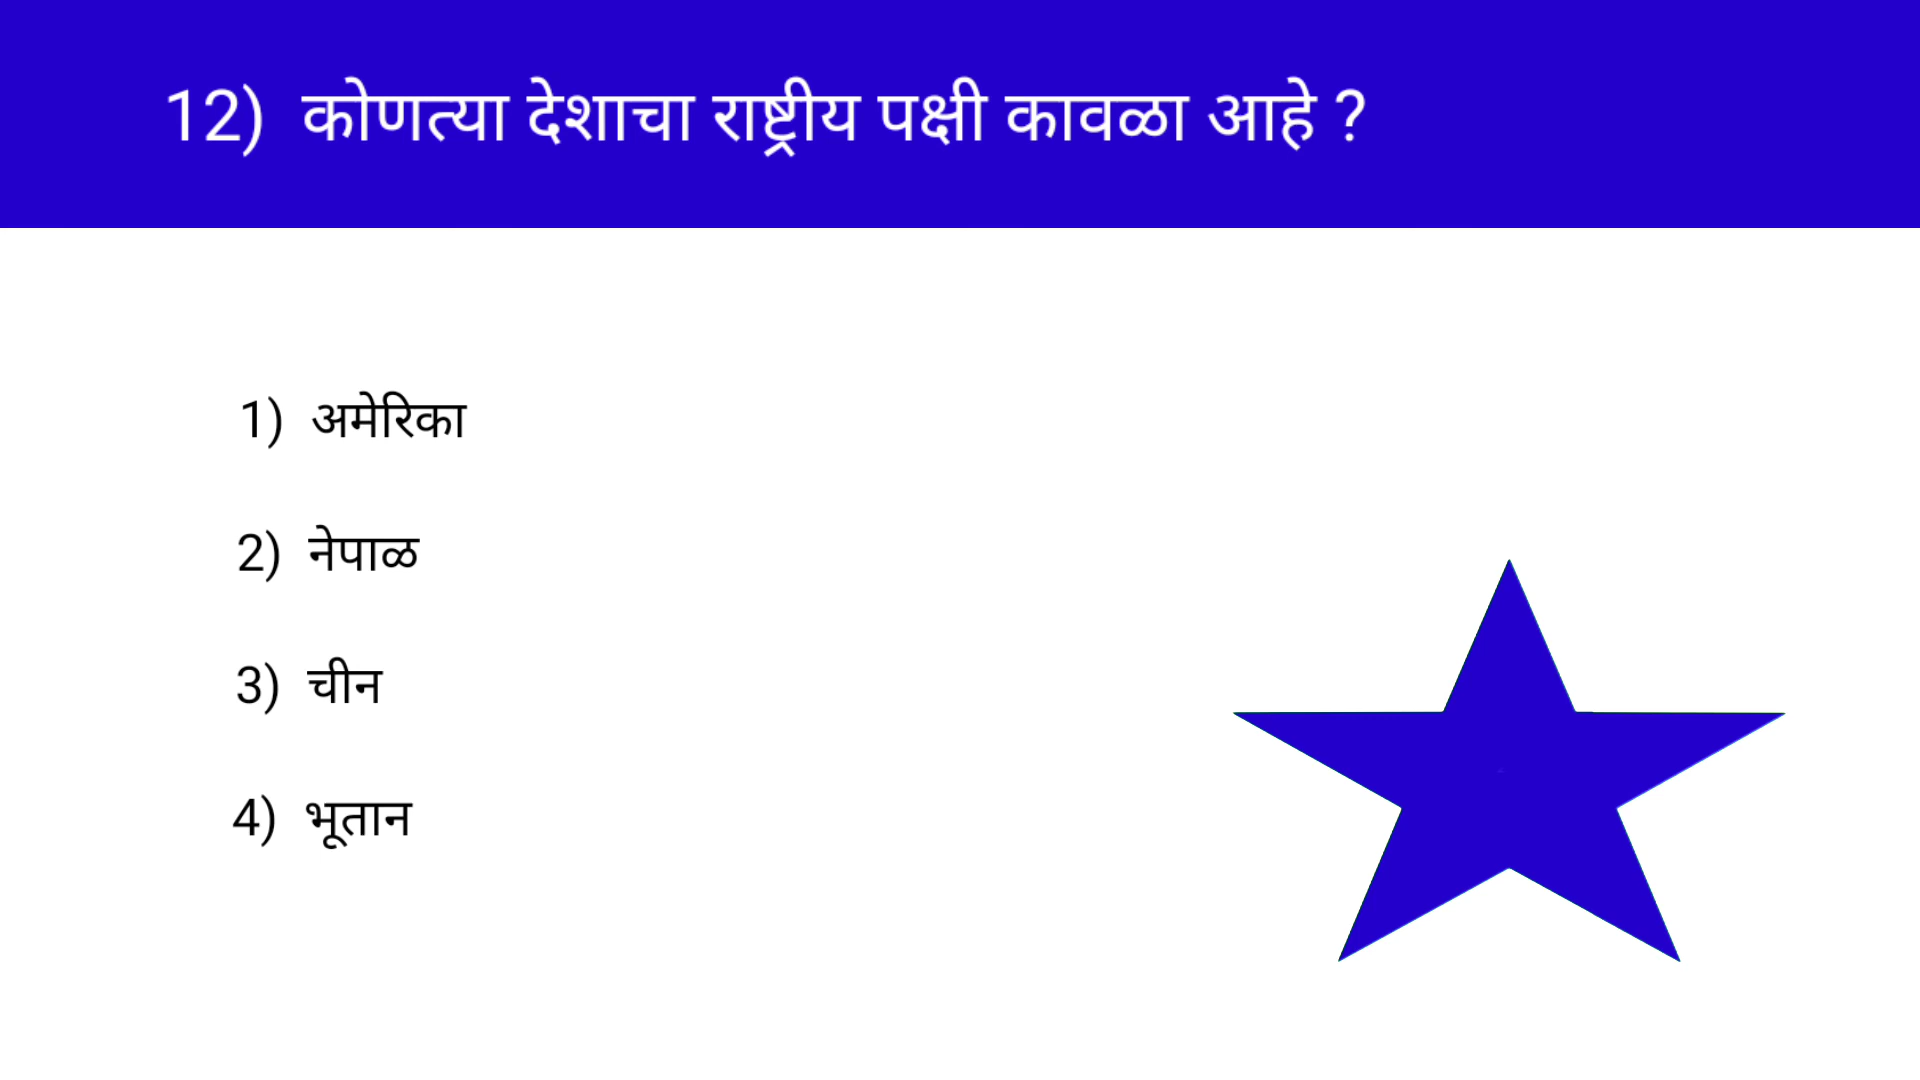 12) कोणत्या देशाचा राष्ट्रीय पक्षी कावळा आहे ?
1) अमेरिका
2) नेपाळ
3) चीन
4) भूतान